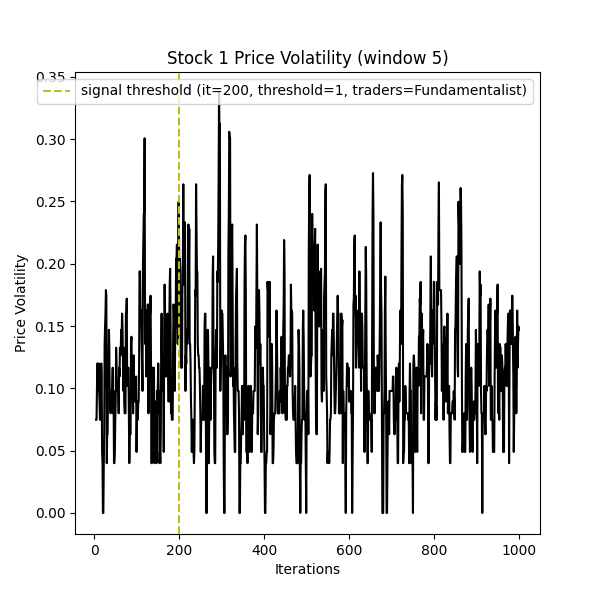 Stock 1 Price Volatility (window 5)
signal threshold (it=200, threshold=1, traders=Fundamentalist)
Price Volatility
0.35
0.30
0.25
0.20
0.15
0.10
0.05
0.00
0 200 400 600 800 1000
Iterations